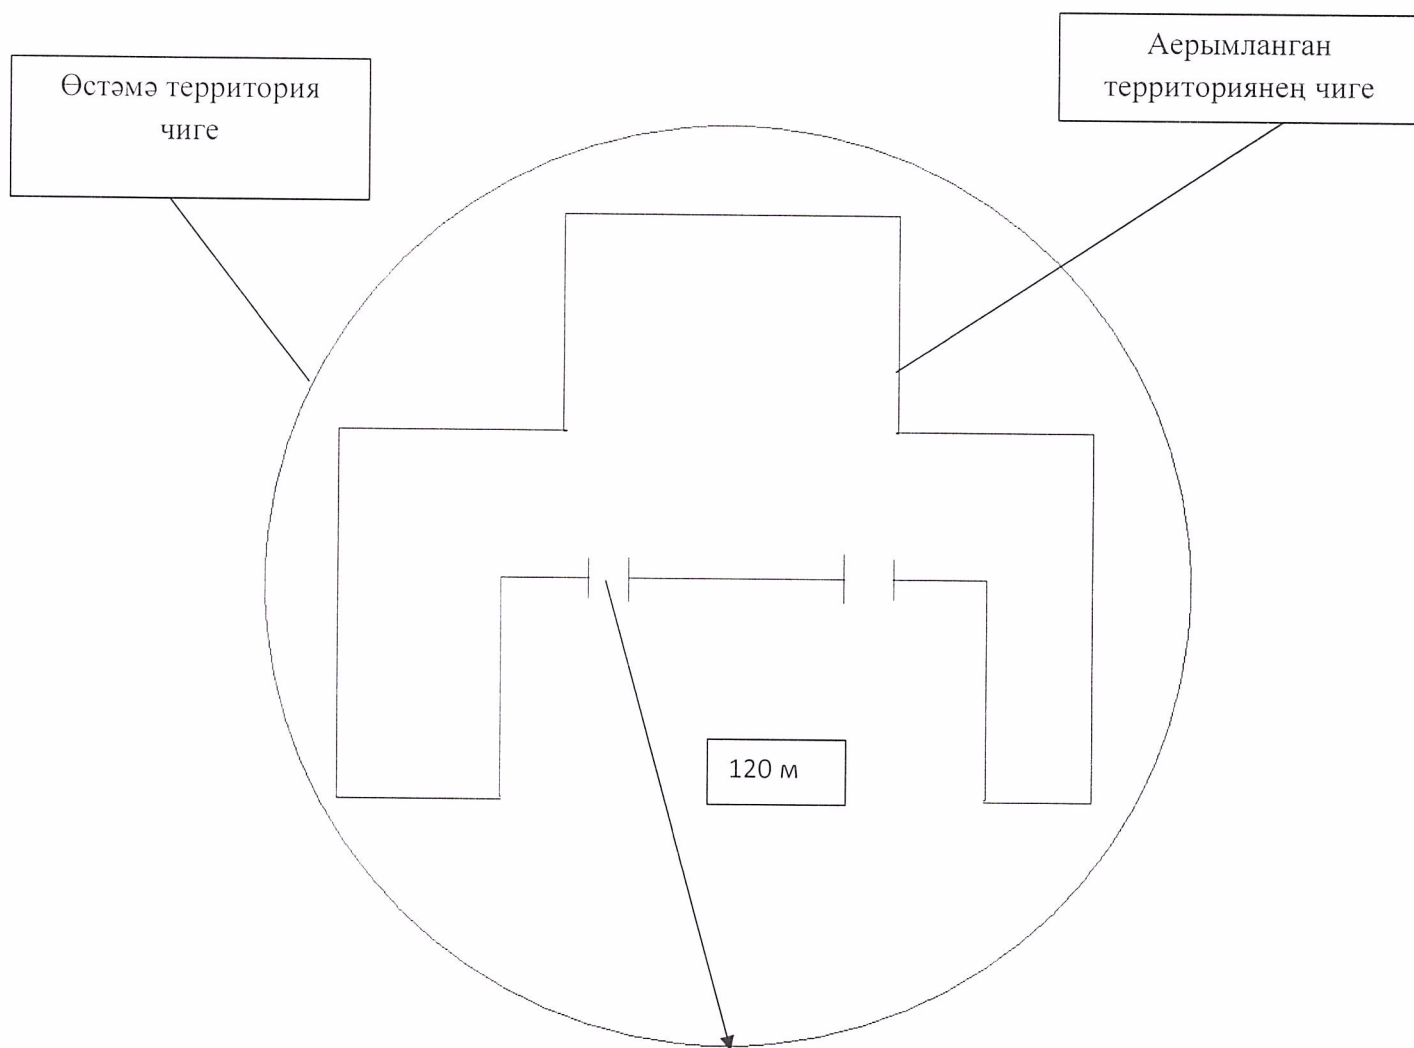 Өстәмә территория
чиге
Аерымланган
территориянең чиге
120 м